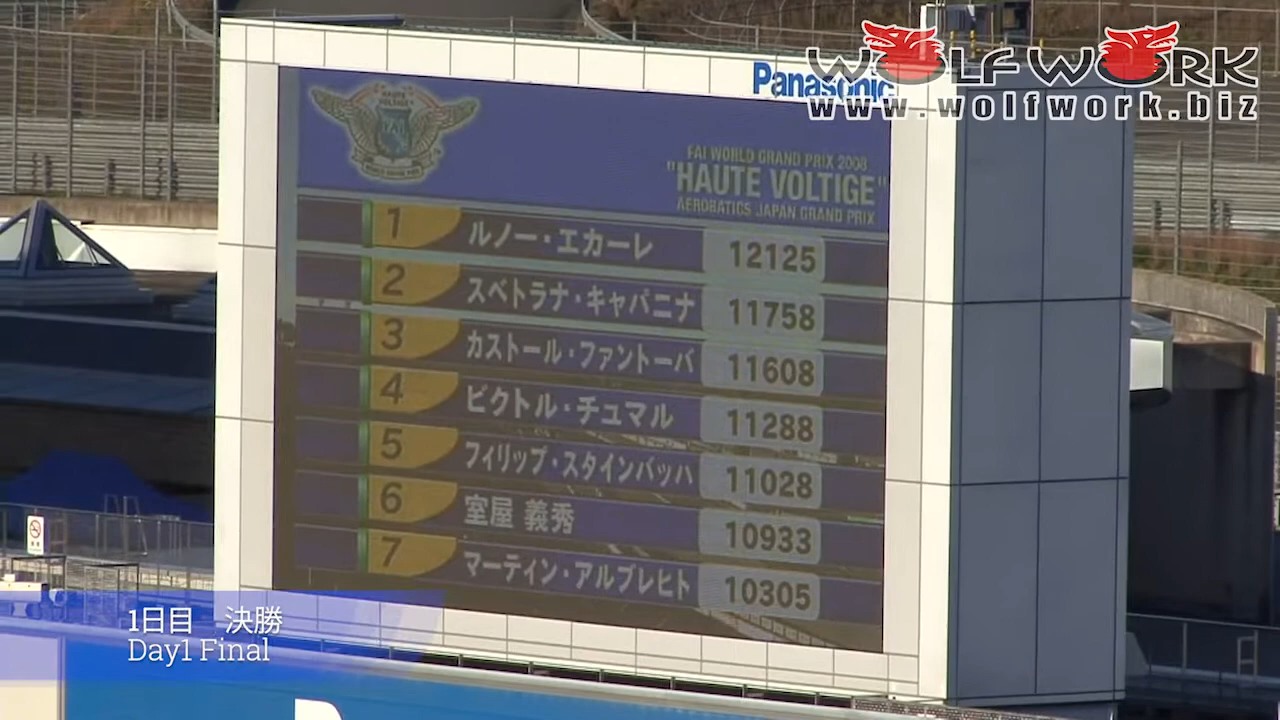 WOLFWORK
www.wolfwork.biz
Panasonic
HAUTE
VOLTIGE
WORLD GRAND PRIX
FAI WORLD GRAND PRIX 2008
"HAUTE VOLTIGE"
AEROBATICS JAPAN GRAND PRIX
1 ルノー・エカーレ 12125
2 スベトラナ・キャパニナ 11758
3 カストール・ファントーバ 11608
4 ビクトル・チュマル 11288
5 フィリップ・スタインバッハ 11028
6 室屋 義秀 10933
7 マーティン・アルブレヒト 10305
1日目 決勝
Day1 Final